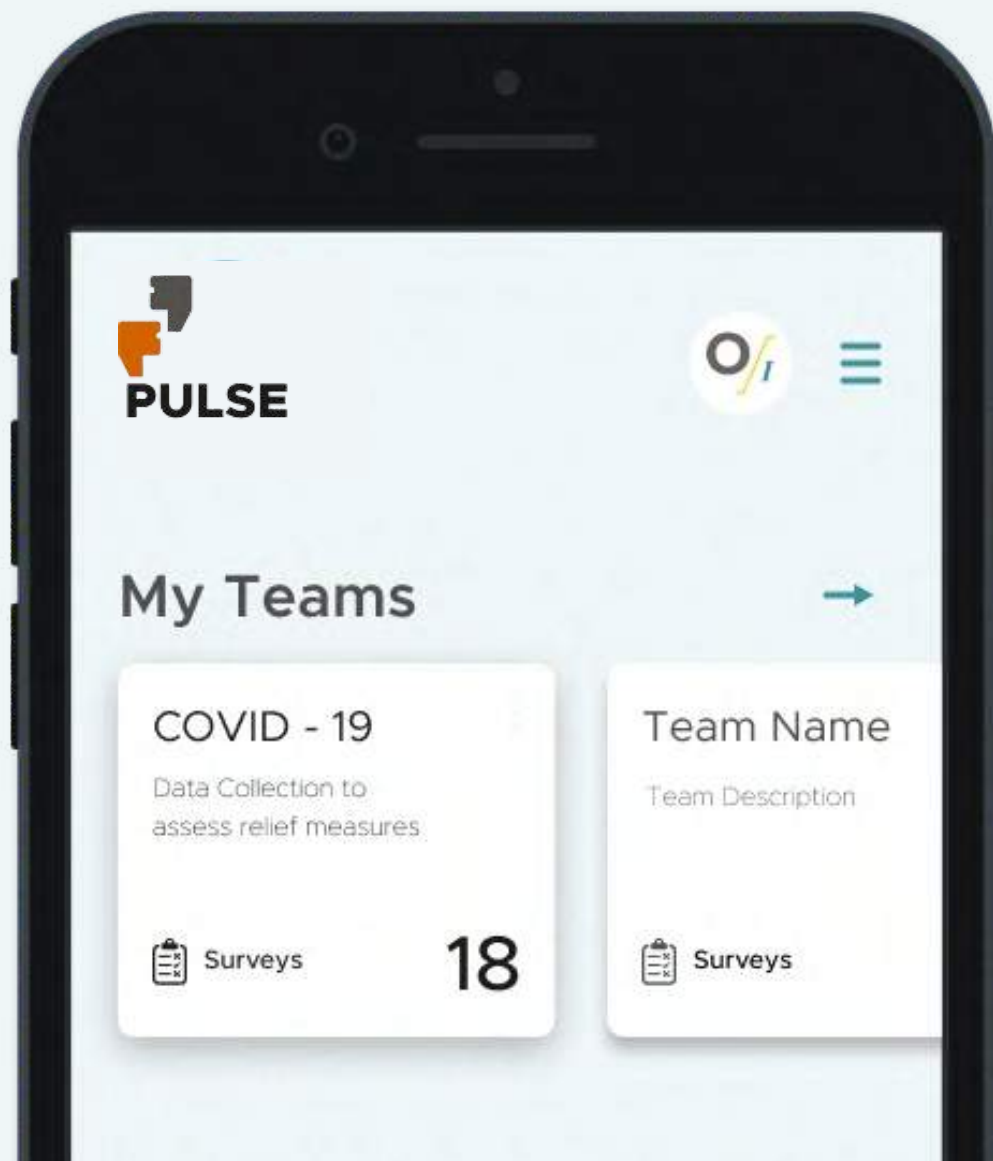 PULSE
O/I
My Teams
COVID - 19
Data Collection to
assess relief measures
Surveys 18
Team Name
Team Description
Surveys